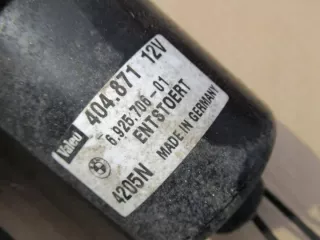 Valeo 404.871 12V
6.925.706-01
ENTSTOERT
4205N MADE IN GERMANY